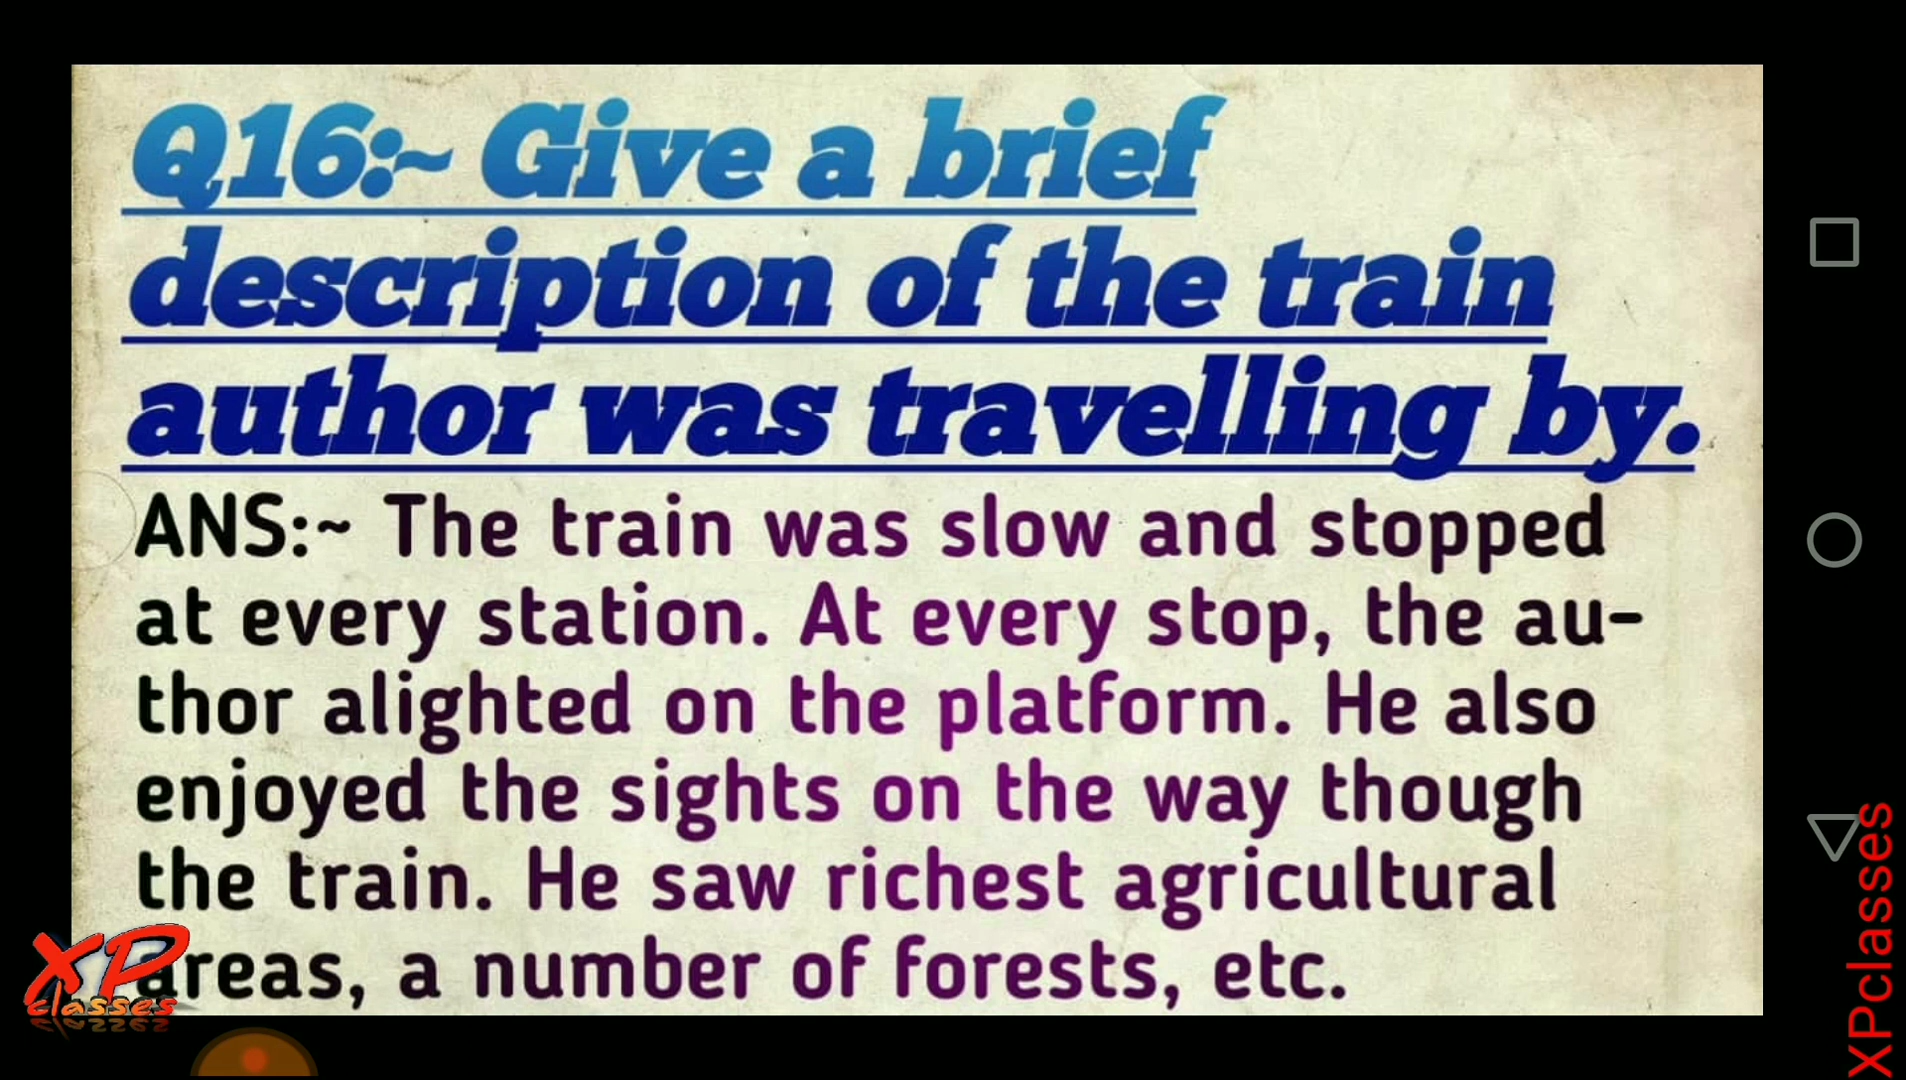 Q16:~ Give a brief
description of the train
author was travelling by.
ANS:~ The train was slow and stopped
at every station. At every stop, the au-
thor alighted on the platform. He also
enjoyed the sights on the way though
the train. He saw richest agricultural
areas, a number of forests, etc.
XP
classes
XPclasses